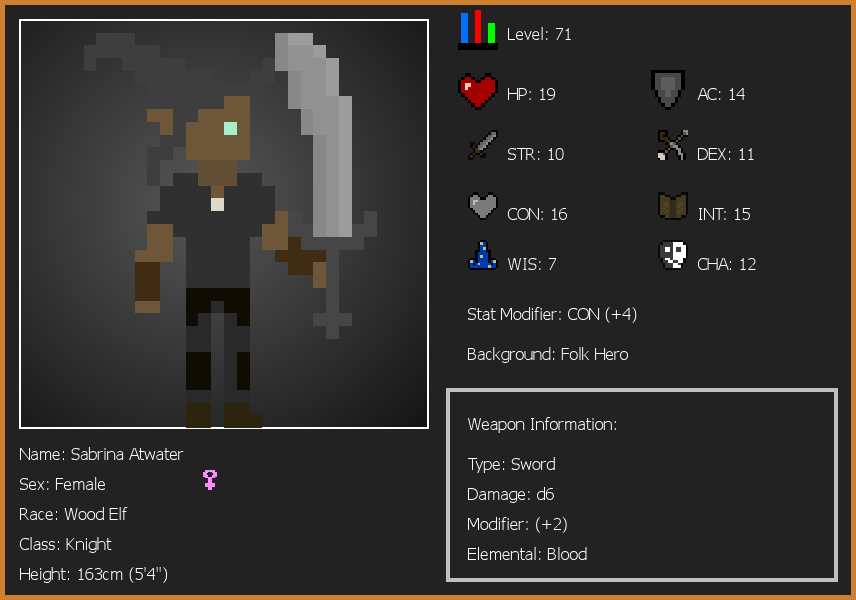 Level: 71
HP: 19
AC: 14
STR: 10
DEX: 11
CON: 16
INT: 15
WIS: 7
CHA: 12
Stat Modifier: CON (+4)
Background: Folk Hero
Weapon Information:
Type: Sword
Damage: d6
Modifier: (+2)
Elemental: Blood
Name: Sabrina Atwater
Sex: Female
Race: Wood Elf
Class: Knight
Height: 163cm (5'4")